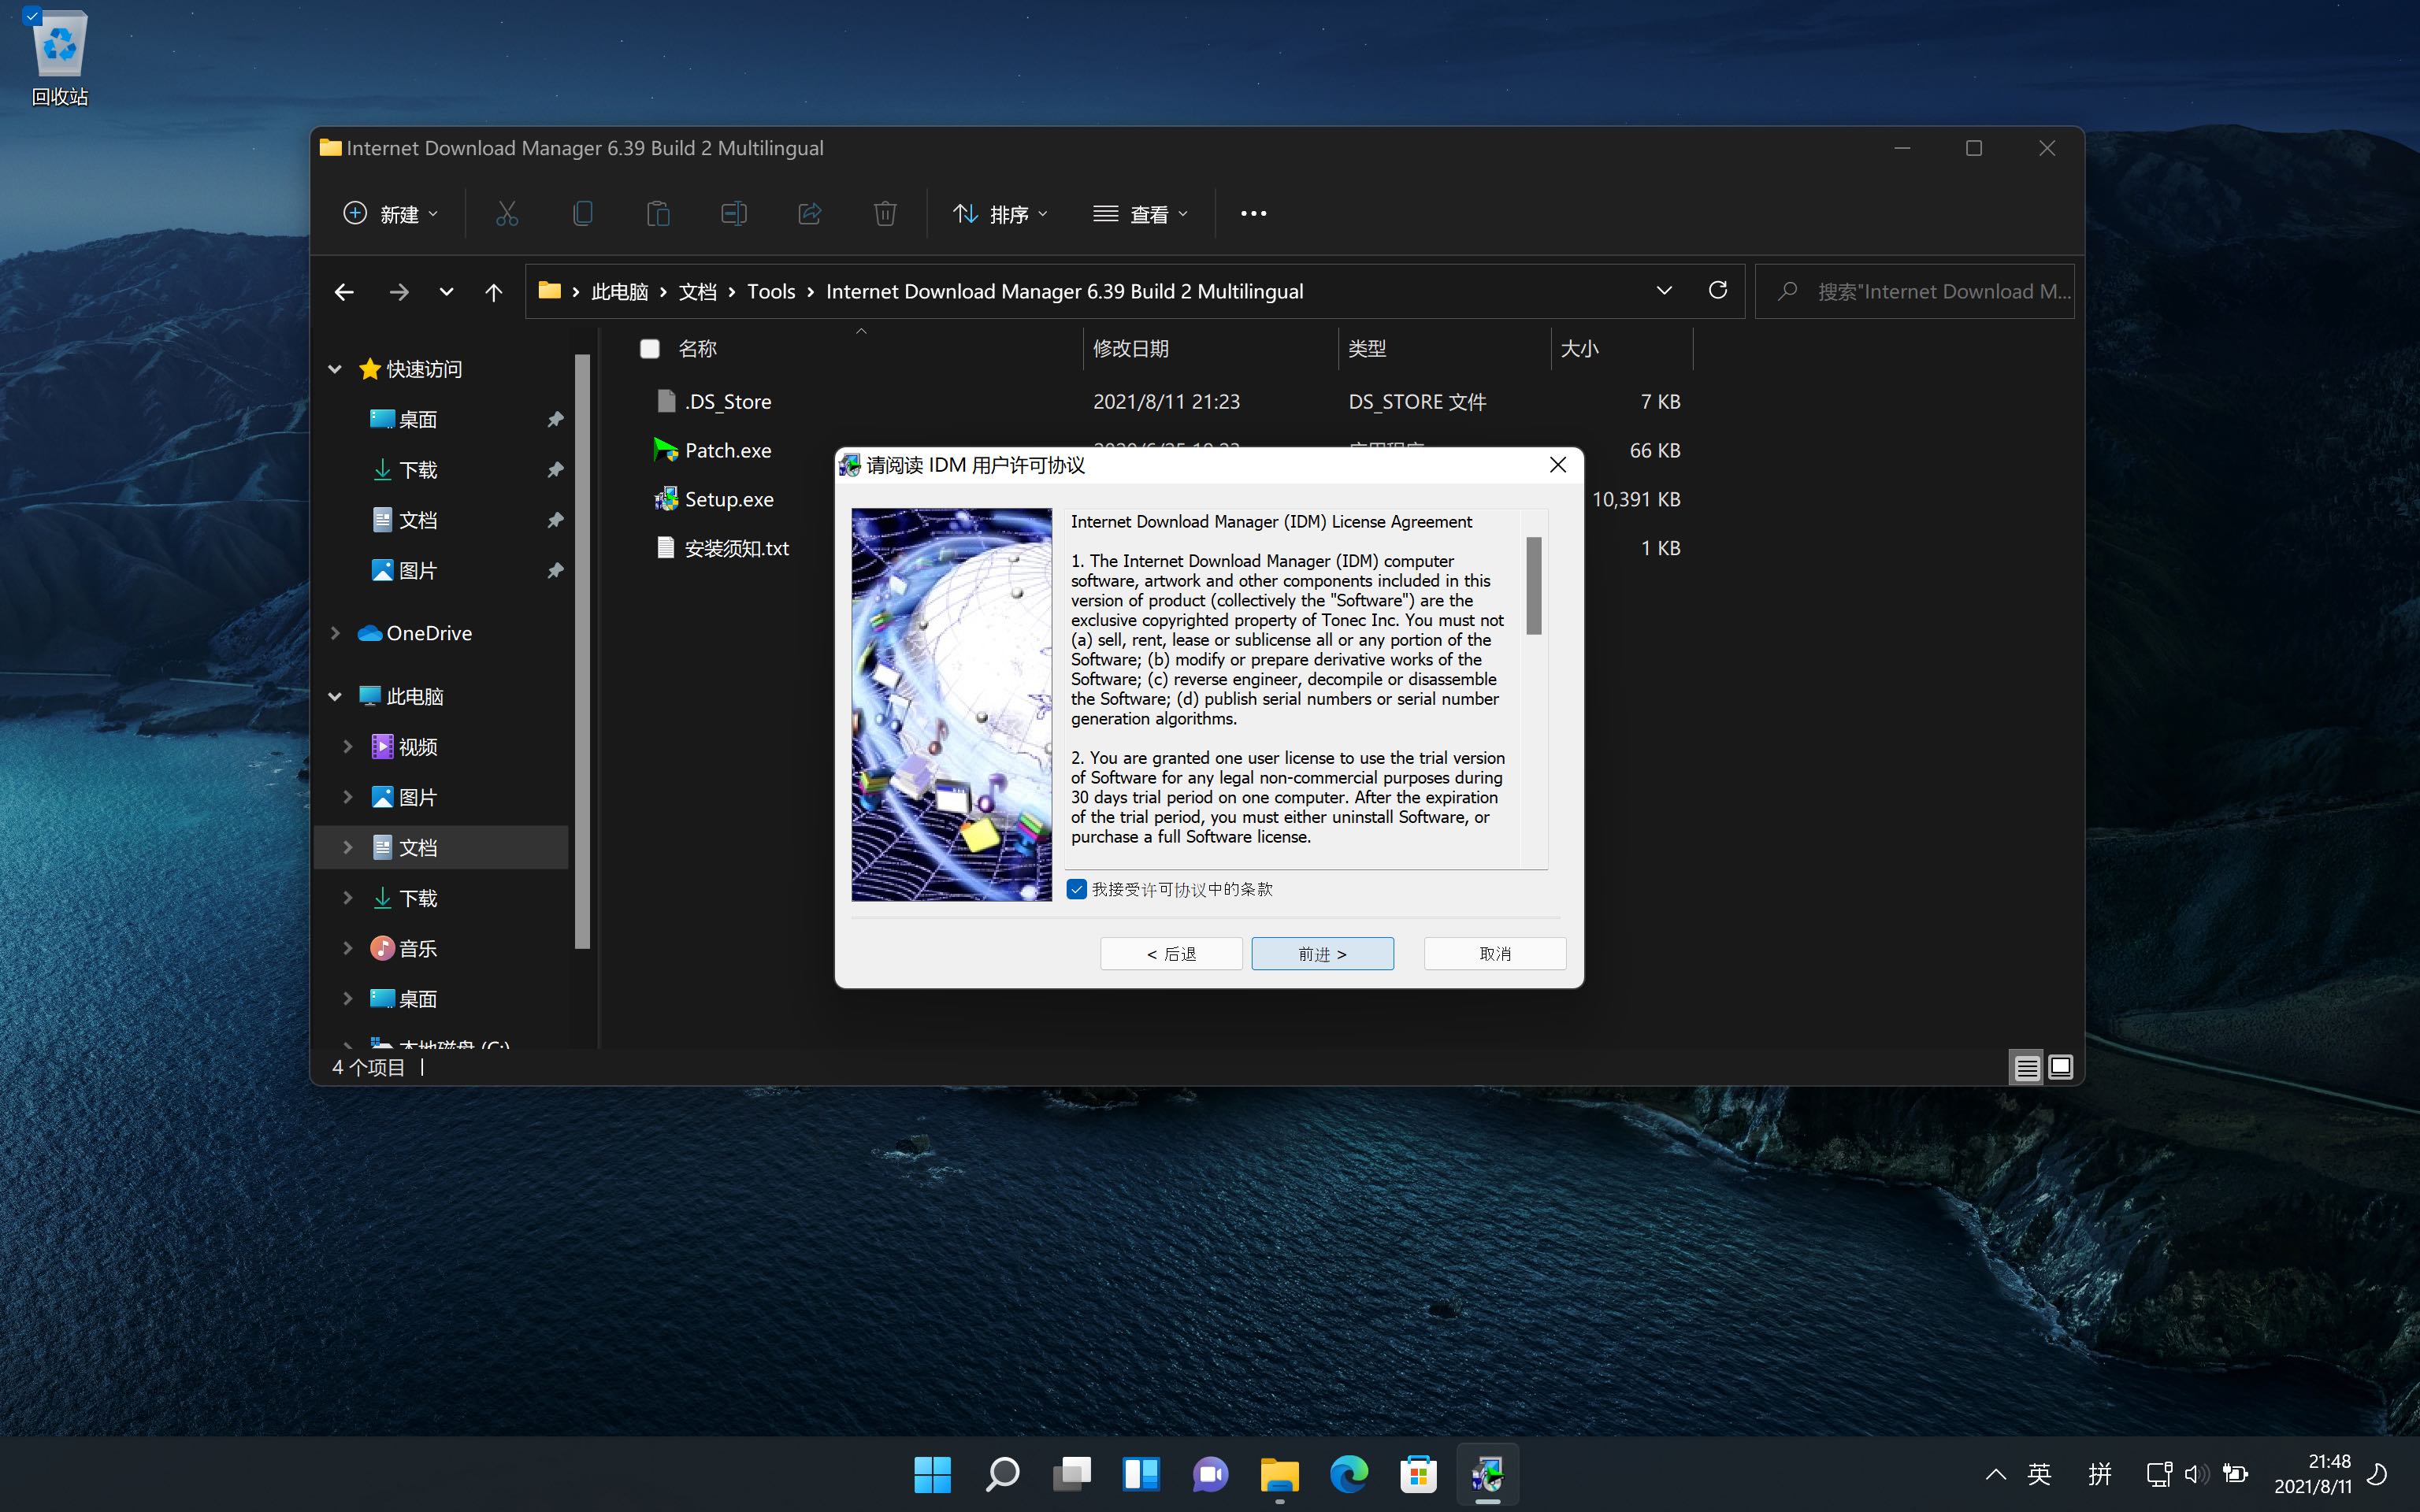 回收站
Internet Download Manager 6.39 Build 2 Multilingual
新建
排序
查看
此电脑 › 文档 › Tools › Internet Download Manager 6.39 Build 2 Multilingual
搜索"Internet Download M...
名称 修改日期 类型 大小
.DS_Store 2021/8/11 21:23 DS_STORE 文件 7 KB
Patch.exe 66 KB
Setup.exe 10,391 KB
安装须知.txt 1 KB
快速访问
桌面
下载
文档
图片
OneDrive
此电脑
视频
图片
文档
下载
音乐
桌面
本地磁盘 (C:)
4 个项目
请阅读 IDM 用户许可协议
Internet Download Manager (IDM) License Agreement
1. The Internet Download Manager (IDM) computer
software, artwork and other components included in this
version of product (collectively the "Software") are the
exclusive copyrighted property of Tonec Inc. You must not
(a) sell, rent, lease or sublicense all or any portion of the
Software; (b) modify or prepare derivative works of the
Software; (c) reverse engineer, decompile or disassemble
the Software; (d) publish serial numbers or serial number
generation algorithms.
2. You are granted one user license to use the trial version
of Software for any legal non-commercial purposes during
30 days trial period on one computer. After the expiration
of the trial period, you must either uninstall Software, or
purchase a full Software license.
我接受许可协议中的条款
< 后退
前进 >
取消
英
拼
21:48
2021/8/11